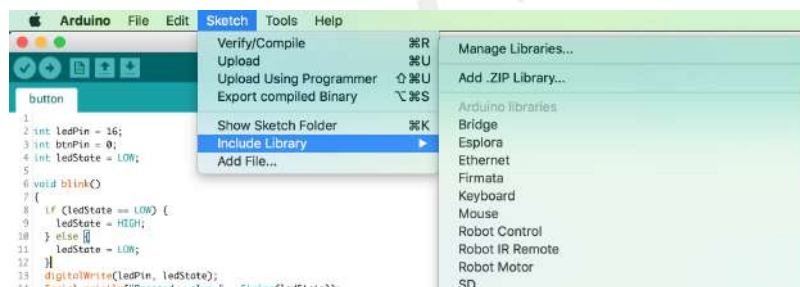 Arduino File Edit Sketch Tools Help
Verify/Compile ⌘R
Upload ⌘U
Upload Using Programmer ⇧⌘U
Export compiled Binary ⌥⌘S
Show Sketch Folder ⌘K
Include Library
Add File...
Manage Libraries...
Add .ZIP Library...
Arduino libraries
Bridge
Esplora
Ethernet
Firmata
Keyboard
Mouse
Robot Control
Robot IR Remote
Robot Motor
SD
button
1
2 int ledPin = 16;
3 int btnPin = 0;
4 int ledState = LOW;
5
6 void blink()
7 {
8 if (ledState == LOW) {
9 ledState = HIGH;
10 } else {
11 ledState = LOW;
12 }
13 digitalWrite(ledPin, ledState);